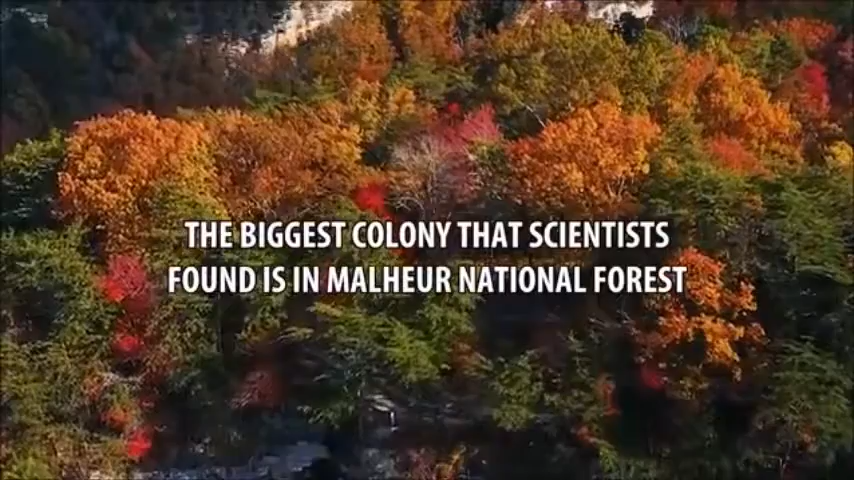 THE BIGGEST COLONY THAT SCIENTISTS
FOUND IS IN MALHEUR NATIONAL FOREST